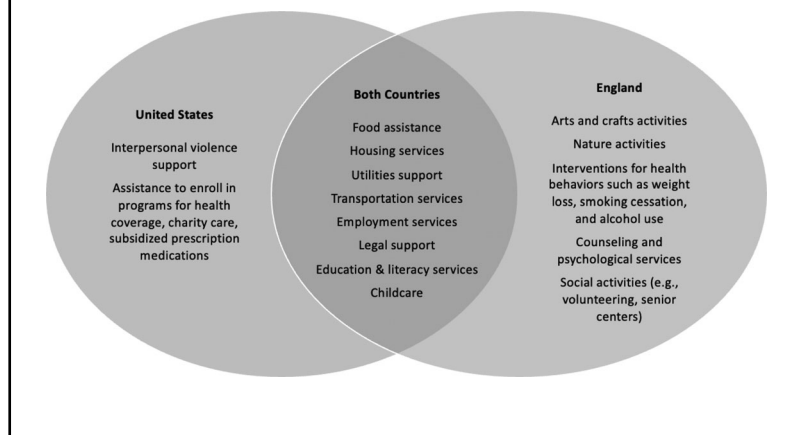 United States
Interpersonal violence
support
Assistance to enroll in
programs for health
coverage, charity care,
subsidized prescription
medications
Both Countries
Food assistance
Housing services
Utilities support
Transportation services
Employment services
Legal support
Education & literacy services
Childcare
England
Arts and crafts activities
Nature activities
Interventions for health
behaviors such as weight
loss, smoking cessation,
and alcohol use
Counseling and
psychological services
Social activities (e.g.,
volunteering, senior
centers)